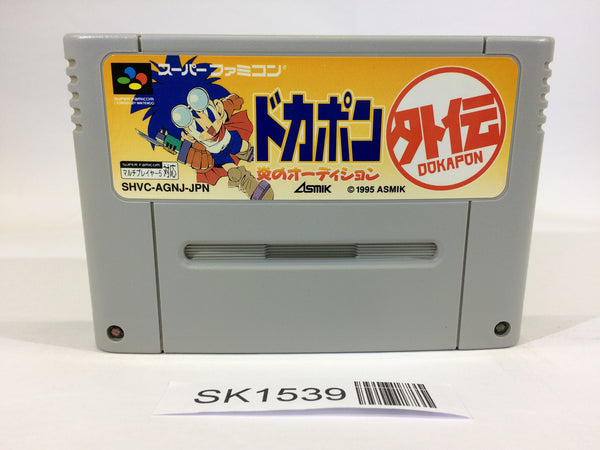 スーパーファミコン
SUPER FAMICOM
ドカポン
外伝
DOKAPON
炎のオーディション
SUPER FAMICOM
マルチプレイヤー5 対応
SHVC-AGNJ-JPN
ASMIK
© 1995 ASMIK
SK1539